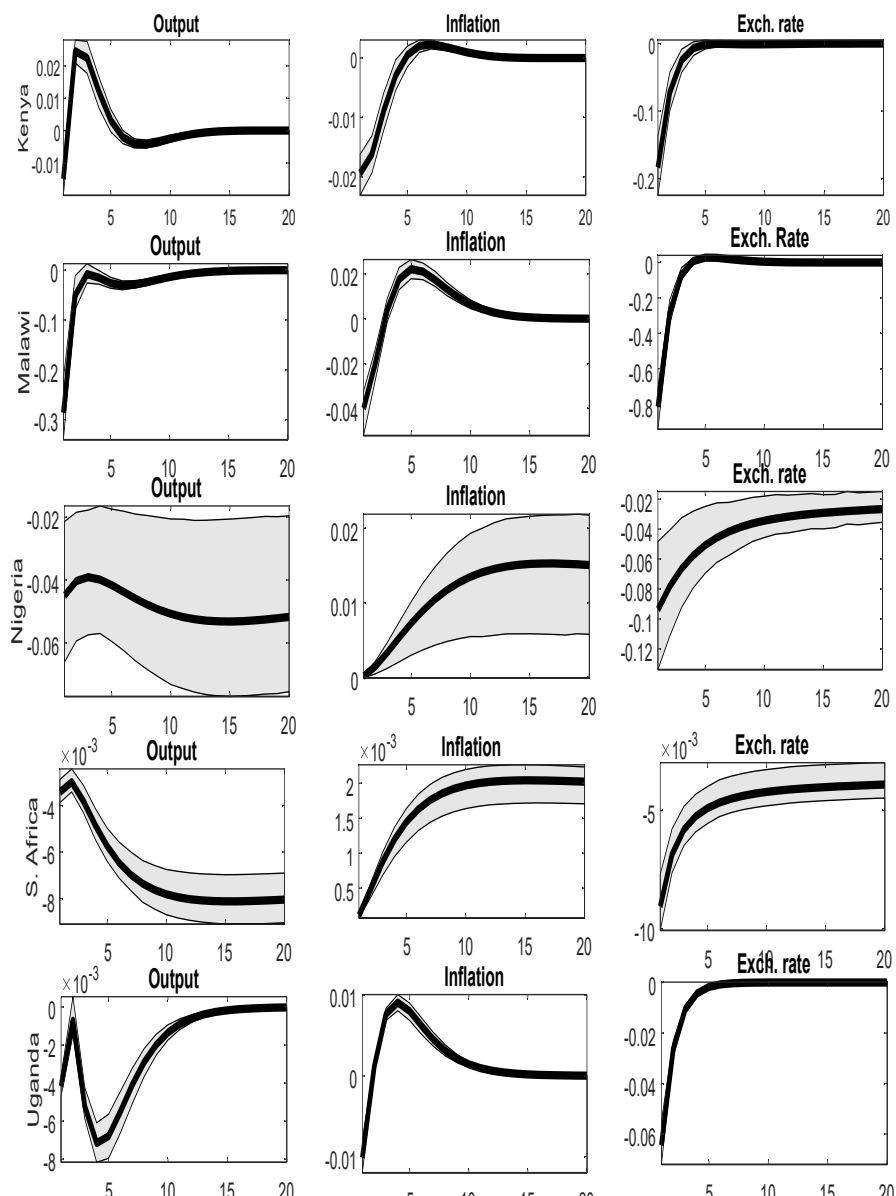 Output Inflation Exch. rate
Kenya
0.02 0.01 0 -0.01
0 -0.01 -0.02
0 -0.1 -0.2
5 10 15 20 5 10 15 20 5 10 15 20
Output Inflation Exch. Rate
Malawi
0 -0.1 -0.2 -0.3
0.02 0 -0.02 -0.04
0 -0.2 -0.4 -0.6 -0.8
5 10 15 20 5 10 15 20 5 10 15 20
Output Inflation Exch. rate
Nigeria
-0.02 -0.04 -0.06
0.02 0.01 0
-0.02 -0.04 -0.06 -0.08 -0.1 -0.12
5 10 15 20 5 10 15 20 5 10 15 20
×10-3 Output ×10-3 Inflation ×10-3 Exch. rate
S. Africa
-4 -6 -8
2 1.5 1 0.5
-5 -10
5 10 15 20 5 10 15 20 5 10 15 20
×10-3 Output Inflation Exch. rate
Uganda
0 -2 -4 -6 -8
0.01 0 -0.01
0 -0.02 -0.04 -0.06
5 10 15 20 5 10 15 20 5 10 15 20